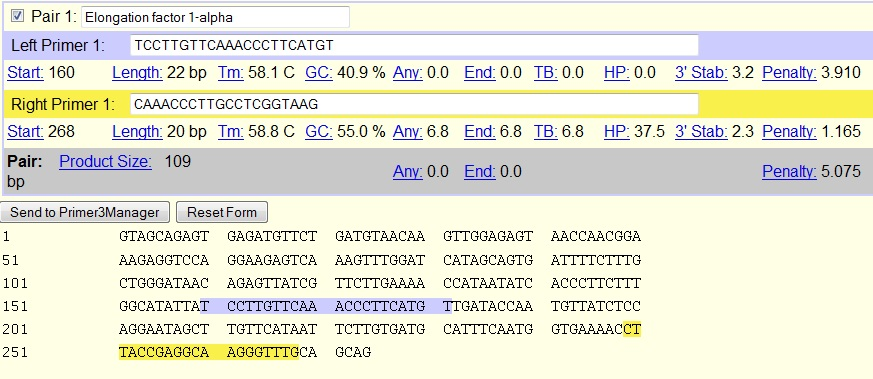 Pair 1: Elongation factor 1-alpha
Left Primer 1: TCCTTGTTCAAACCCTTCATGT
Start: 160 Length: 22 bp Tm: 58.1 C GC: 40.9 % Any: 0.0 End: 0.0 TB: 0.0 HP: 0.0 3' Stab: 3.2 Penalty: 3.910
Right Primer 1: CAAACCCTTGCCTCGGTAAG
Start: 268 Length: 20 bp Tm: 58.8 C GC: 55.0 % Any: 6.8 End: 6.8 TB: 6.8 HP: 37.5 3' Stab: 2.3 Penalty: 1.165
Pair: Product Size: 109 Any: 0.0 End: 0.0 Penalty: 5.075
bp
Send to Primer3Manager Reset Form
1 GTAGCAGAGT GAGATGTTCT GATGTAACAA GTTGGAGAGT AACCAACGGA
51 AAGAGGTCCA GGAAGAGTCA AAGTTTGGAT CATAGCAGTG ATTTTCTTTG
101 CTGGGATAAC AGAGTTATCG TTCTTGAAAA CCATAATATC ACCCTTCTTT
151 GGCATATTAT CCTTGTTCAA ACCCTTCATG TTGATACCAA TGTTATCTCC
201 AGGAATAGCT TGTTCATAAT TCTTGTGATG CATTTCAATG GTGAAAACCT
251 TACCGAGGCA AGGGTTTGCA GCAG